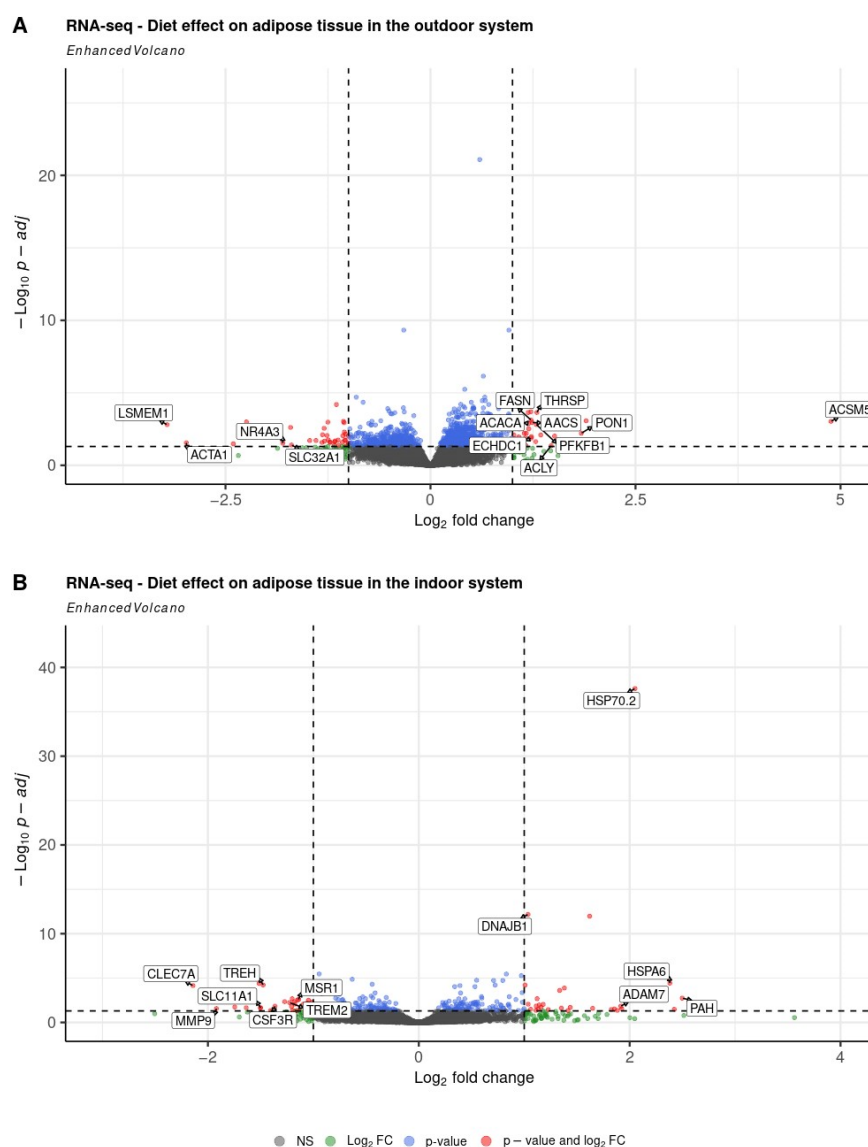 A
RNA-seq - Diet effect on adipose tissue in the outdoor system
EnhancedVolcano
− Log10 p − adj
20
10
0
LSMEM1
ACTA1
NR4A3
SLC32A1
FASN
THRSP
ACACA
AACS
PON1
ECHDC1
PFKFB1
ACLY
ACSM5
−2.5
0
2.5
5
Log2 fold change
B
RNA-seq - Diet effect on adipose tissue in the indoor system
EnhancedVolcano
− Log10 p − adj
40
30
20
10
0
HSP70.2
DNAJB1
CLEC7A
TREH
MSR1
SLC11A1
TREM2
MMP9
CSF3R
HSPA6
ADAM7
PAH
−2
0
2
4
Log2 fold change
NS Log2 FC p-value p − value and log2 FC